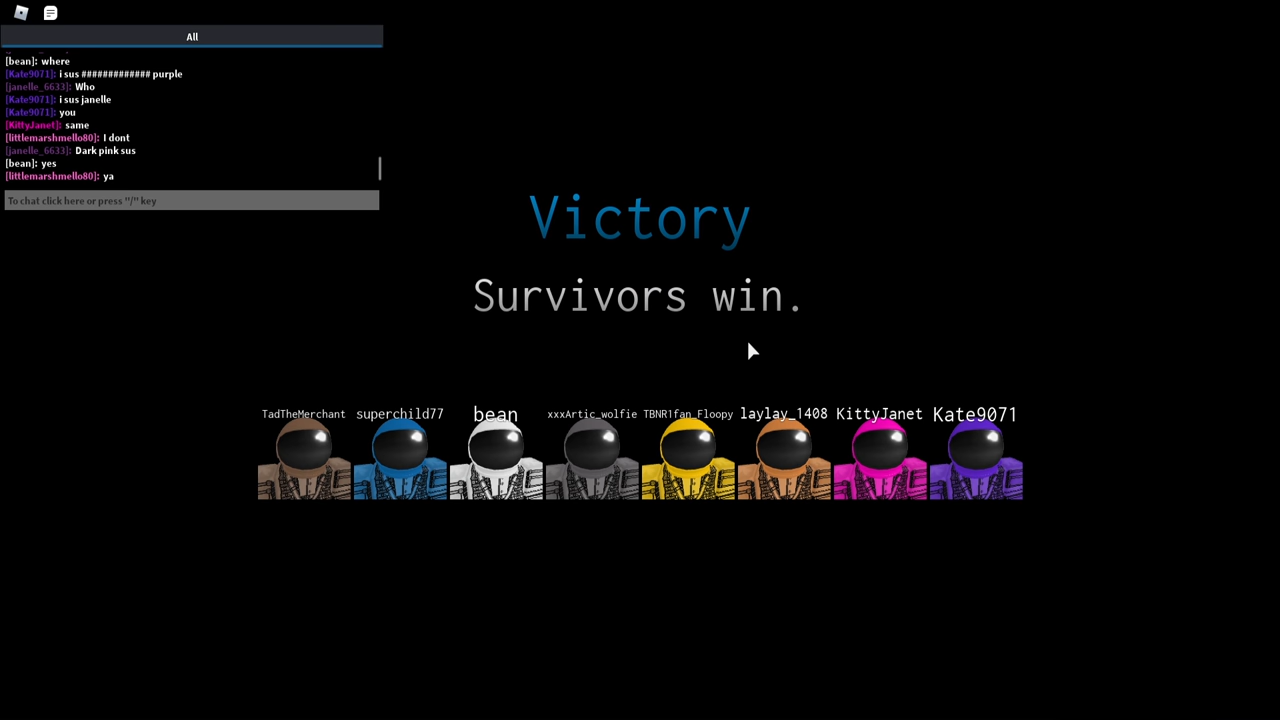 All
[bean]: where
[Kate9071]: i sus ############# purple
[janelle_6633]: Who
[Kate9071]: i sus janelle
[Kate9071]: you
[KittyJanet]: same
[littlemarshmello80]: I dont
[janelle_6633]: Dark pink sus
[bean]: yes
[littlemarshmello80]: ya
To chat click here or press "/" key
Victory
Survivors win.
TadTheMerchant superchild77 bean xxxArtic_wolfie TBNR1fan_Floopy laylay_1408 KittyJanet Kate9071